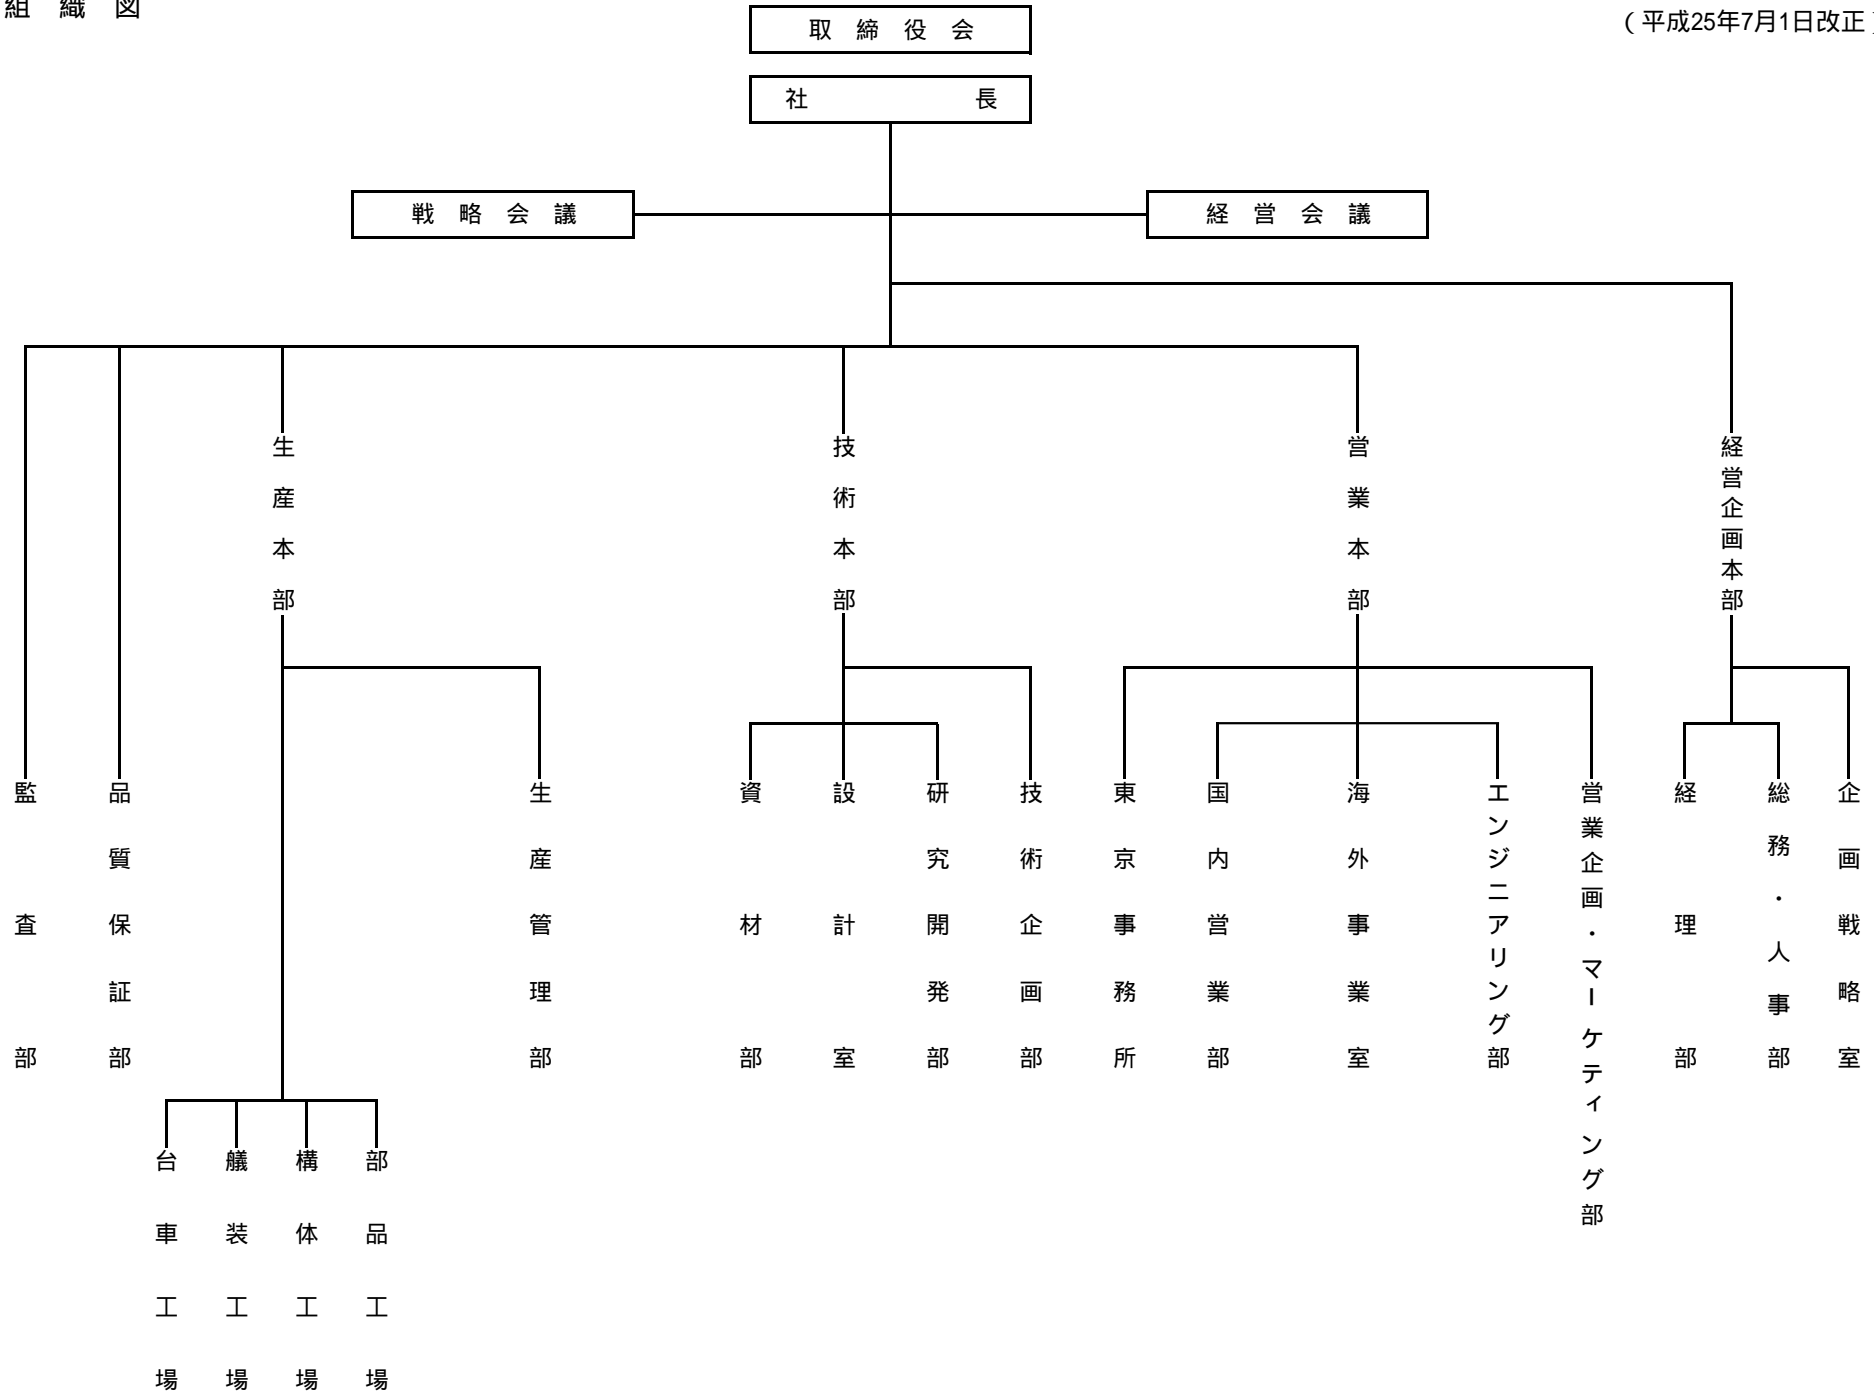 組 織 図
（平成25年7月1日改正）
取 締 役 会
社 長
戦 略 会 議
経 営 会 議
生産本部
技術本部
営業本部
経営企画本部
監査部
品質保証部
生産管理部
資材部
設計室
研究開発部
技術企画部
東京事務所
国内営業部
海外事業室
エンジニアリング部
営業企画・マーケティング部
経理部
総務・人事部
企画戦略室
台車工場
艤装工場
構体工場
部品工場